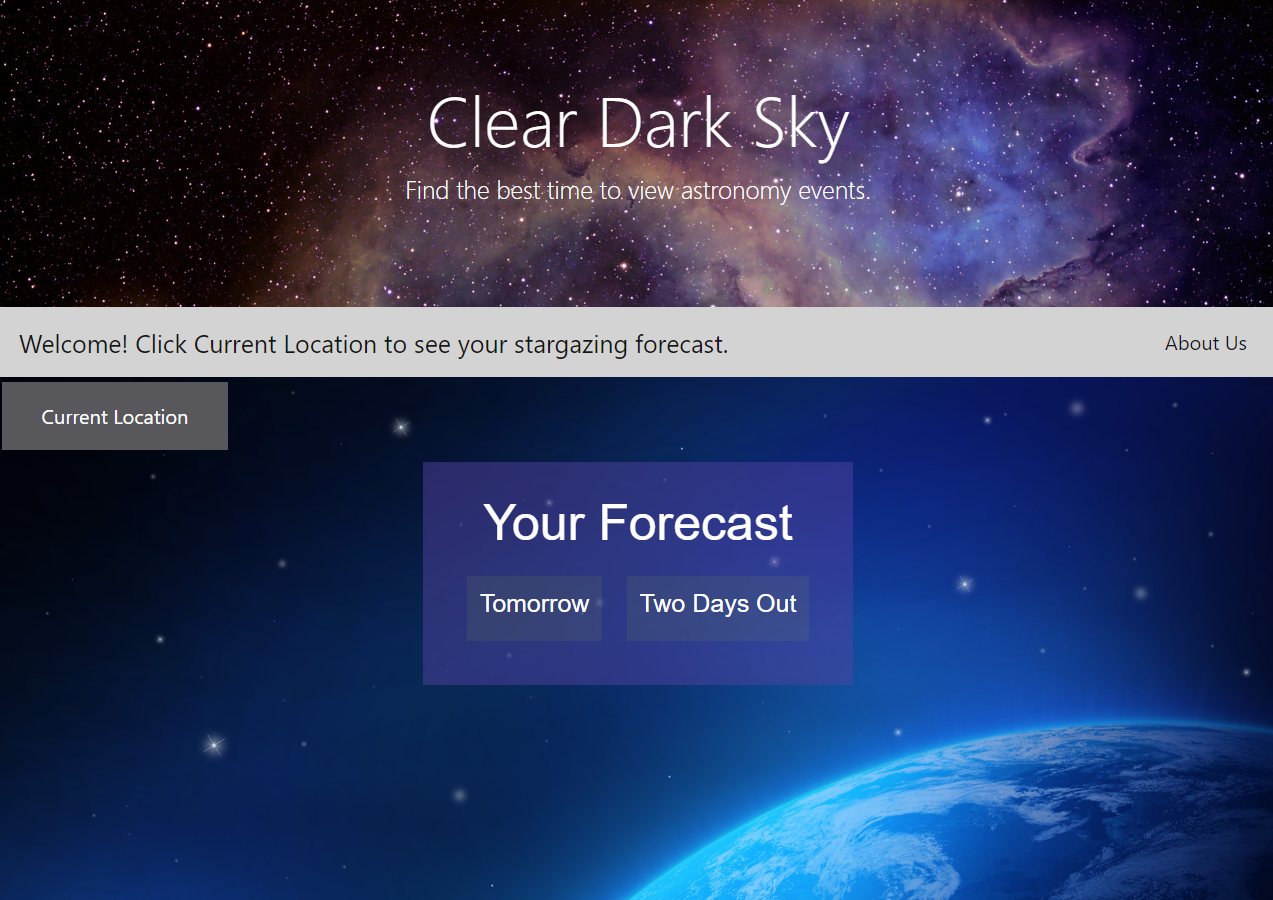 Clear Dark Sky
Find the best time to view astronomy events.
Welcome! Click Current Location to see your stargazing forecast.
About Us
Current Location
Your Forecast
Tomorrow
Two Days Out